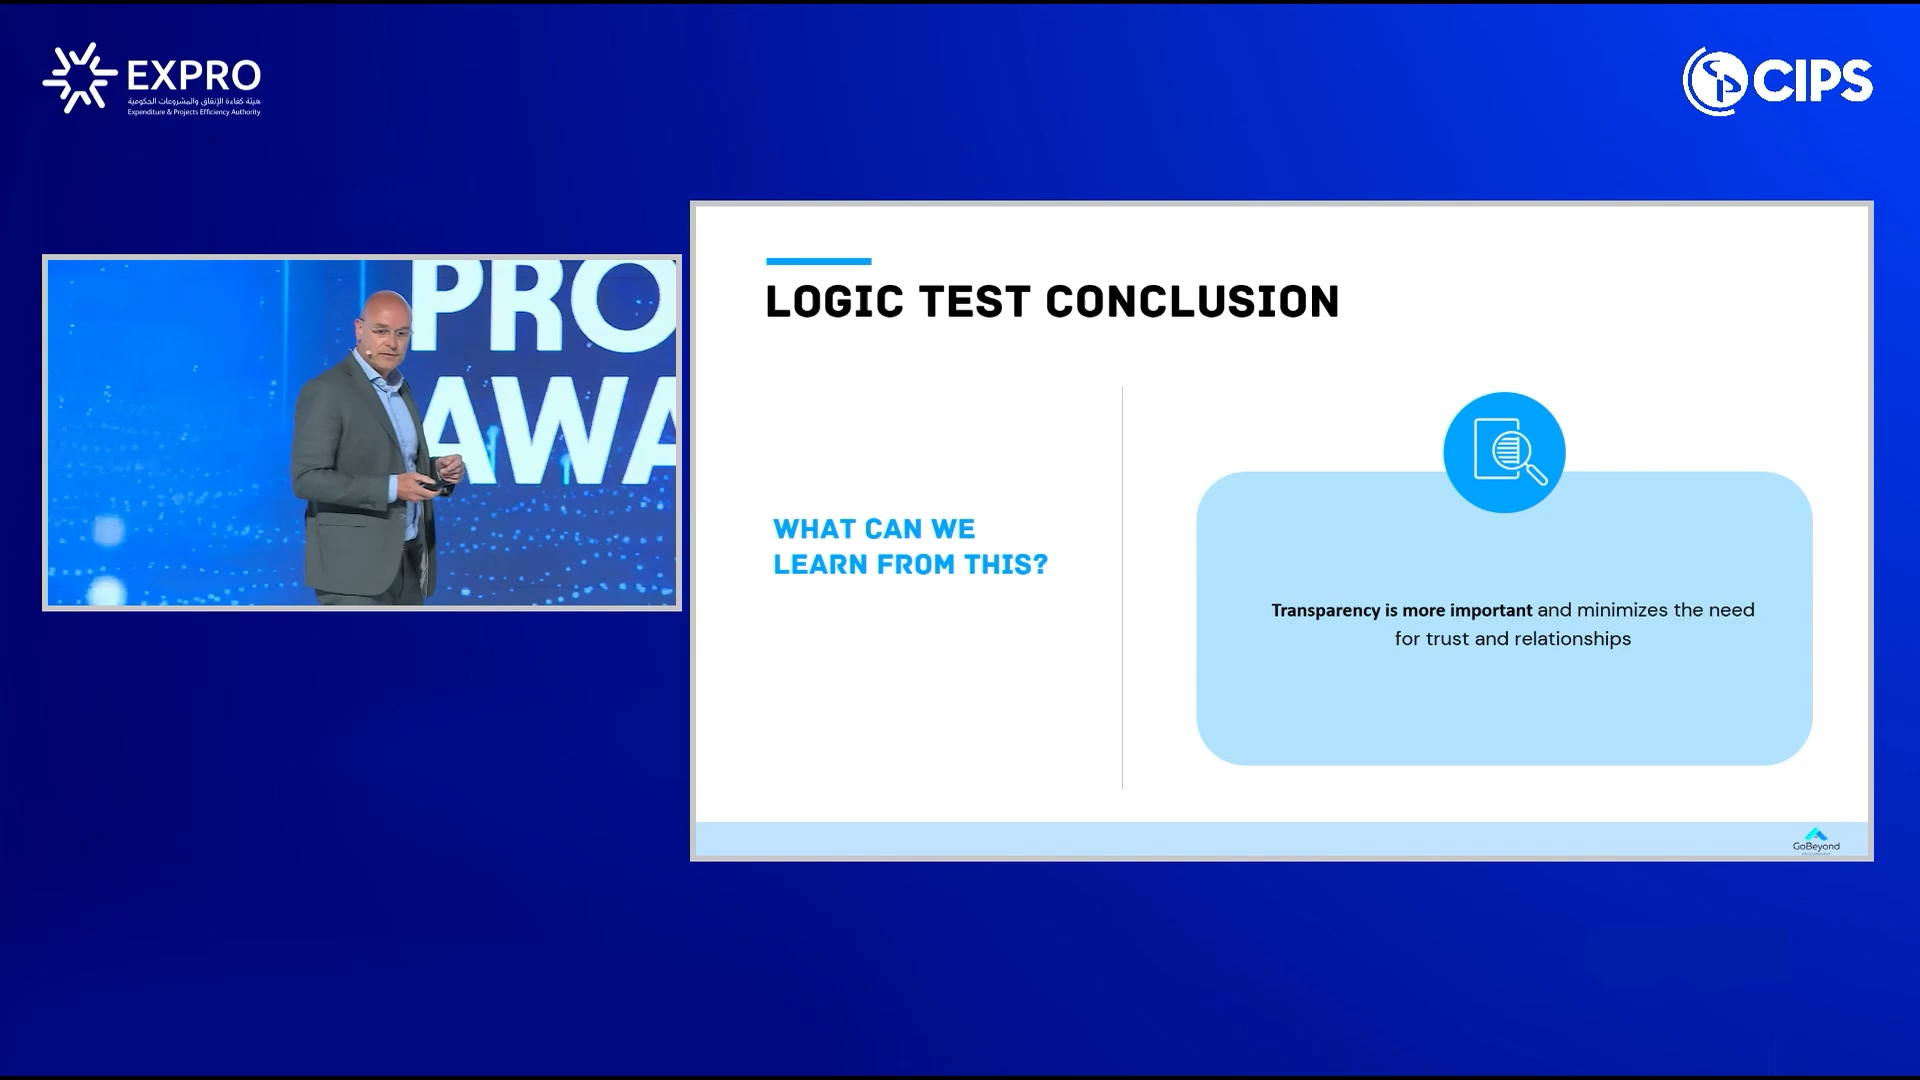 EXPRO
هيئة كفاءة الإنفاق والمشروعات الحكومية
Expenditure & Projects Efficiency Authority
CIPS
PRO
AWA
LOGIC TEST CONCLUSION
WHAT CAN WE
LEARN FROM THIS?
Transparency is more important and minimizes the need
for trust and relationships
GoBeyond